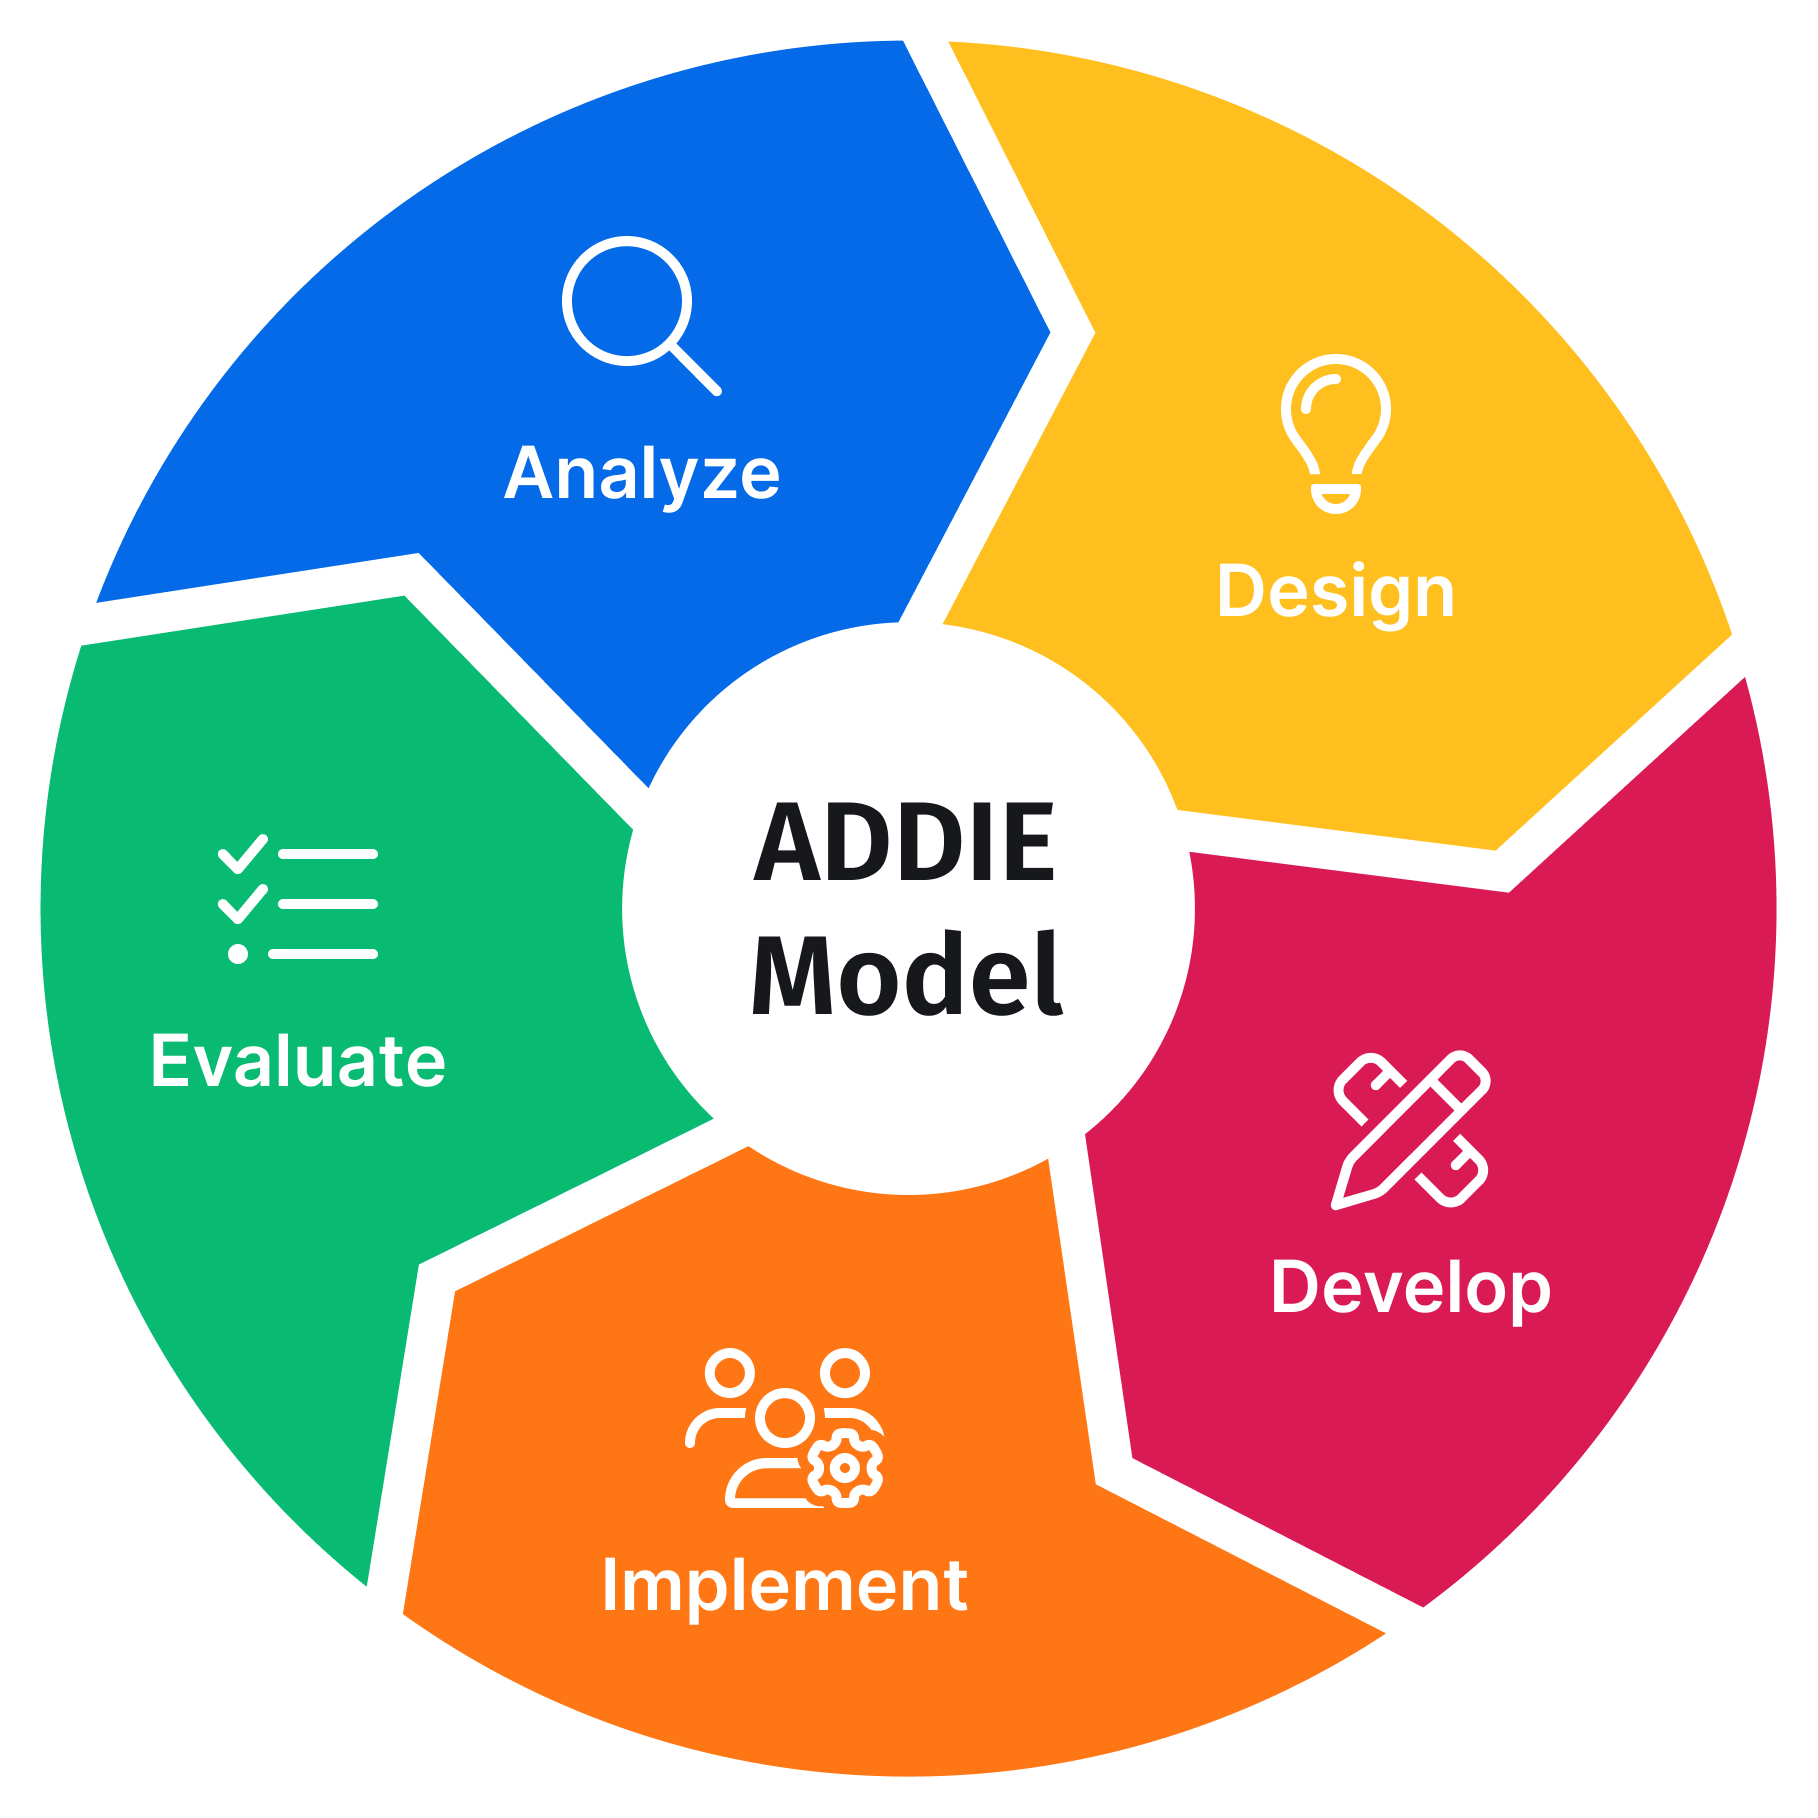 ADDIE
Model
Analyze
Design
Develop
Implement
Evaluate